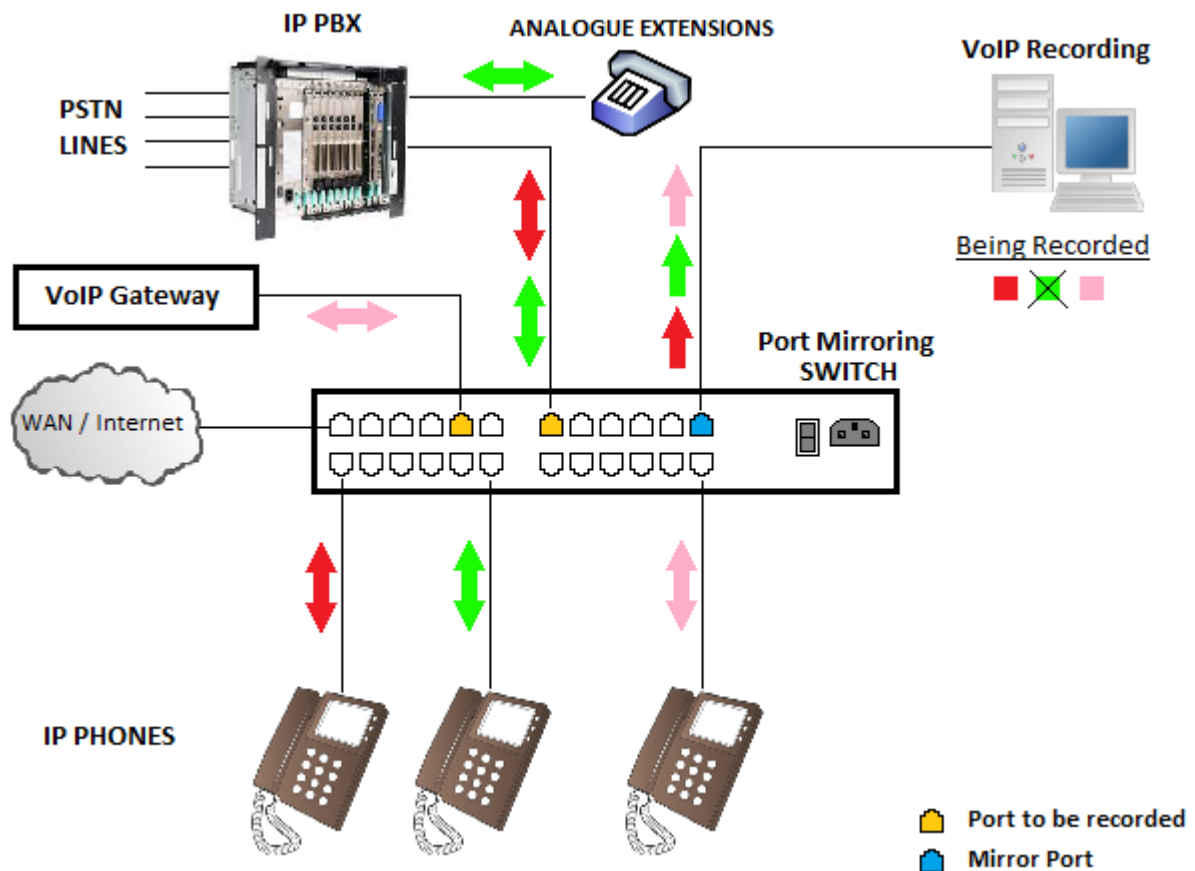 IP PBX
ANALOGUE EXTENSIONS
VoIP Recording
PSTN
LINES
Being Recorded
VoIP Gateway
Port Mirroring
SWITCH
WAN / Internet
IP PHONES
Port to be recorded
Mirror Port